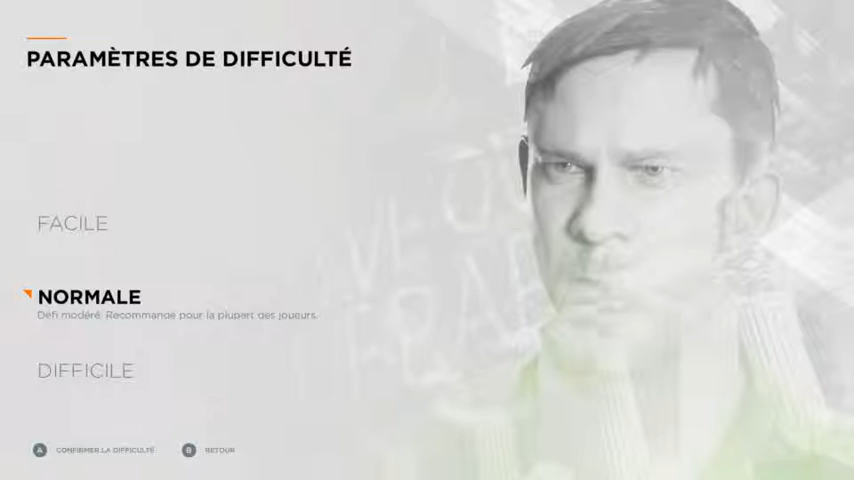 PARAMÈTRES DE DIFFICULTÉ
FACILE
NORMALE
Défi modéré. Recommandé pour la plupart des joueurs.
DIFFICILE
A CONFIRMER LA DIFFICULTÉ B RETOUR